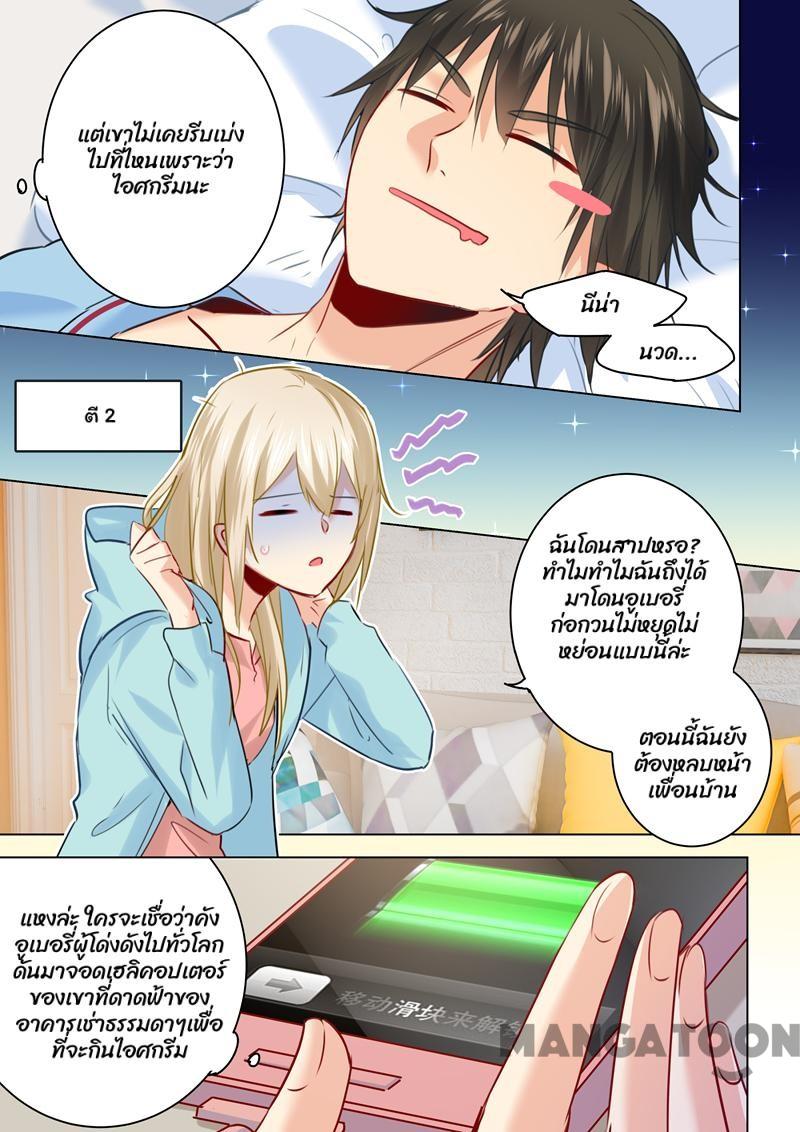 แต่เขาไม่เคยรีบเบ่ง
ไปที่ไหนเพราะว่า
ไอศกรีมนะ
นีน่า
นวด...
ตี 2
ฉันโดนสาปหรอ?
ทำไมทำไมฉันถึงได้
มาโดนอูเบอรี่
ก่อกวนไม่หยุดไม่
หย่อนแบบนี้ล่ะ
ตอนนี้ฉันยัง
ต้องหลบหน้า
เพื่อนบ้าน
แหงล่ะ ใครจะเชื่อว่าคัง
อูเบอรี่ผู้โด่งดังไปทั่วโลก
ดันมาจอดเฮลิคอปเตอร์
ของเขาที่ดาดฟ้าของ
อาคารเช่าธรรมดาๆเพื่อ
ที่จะกินไอศกรีม
移动滑块来解
MANGATOON